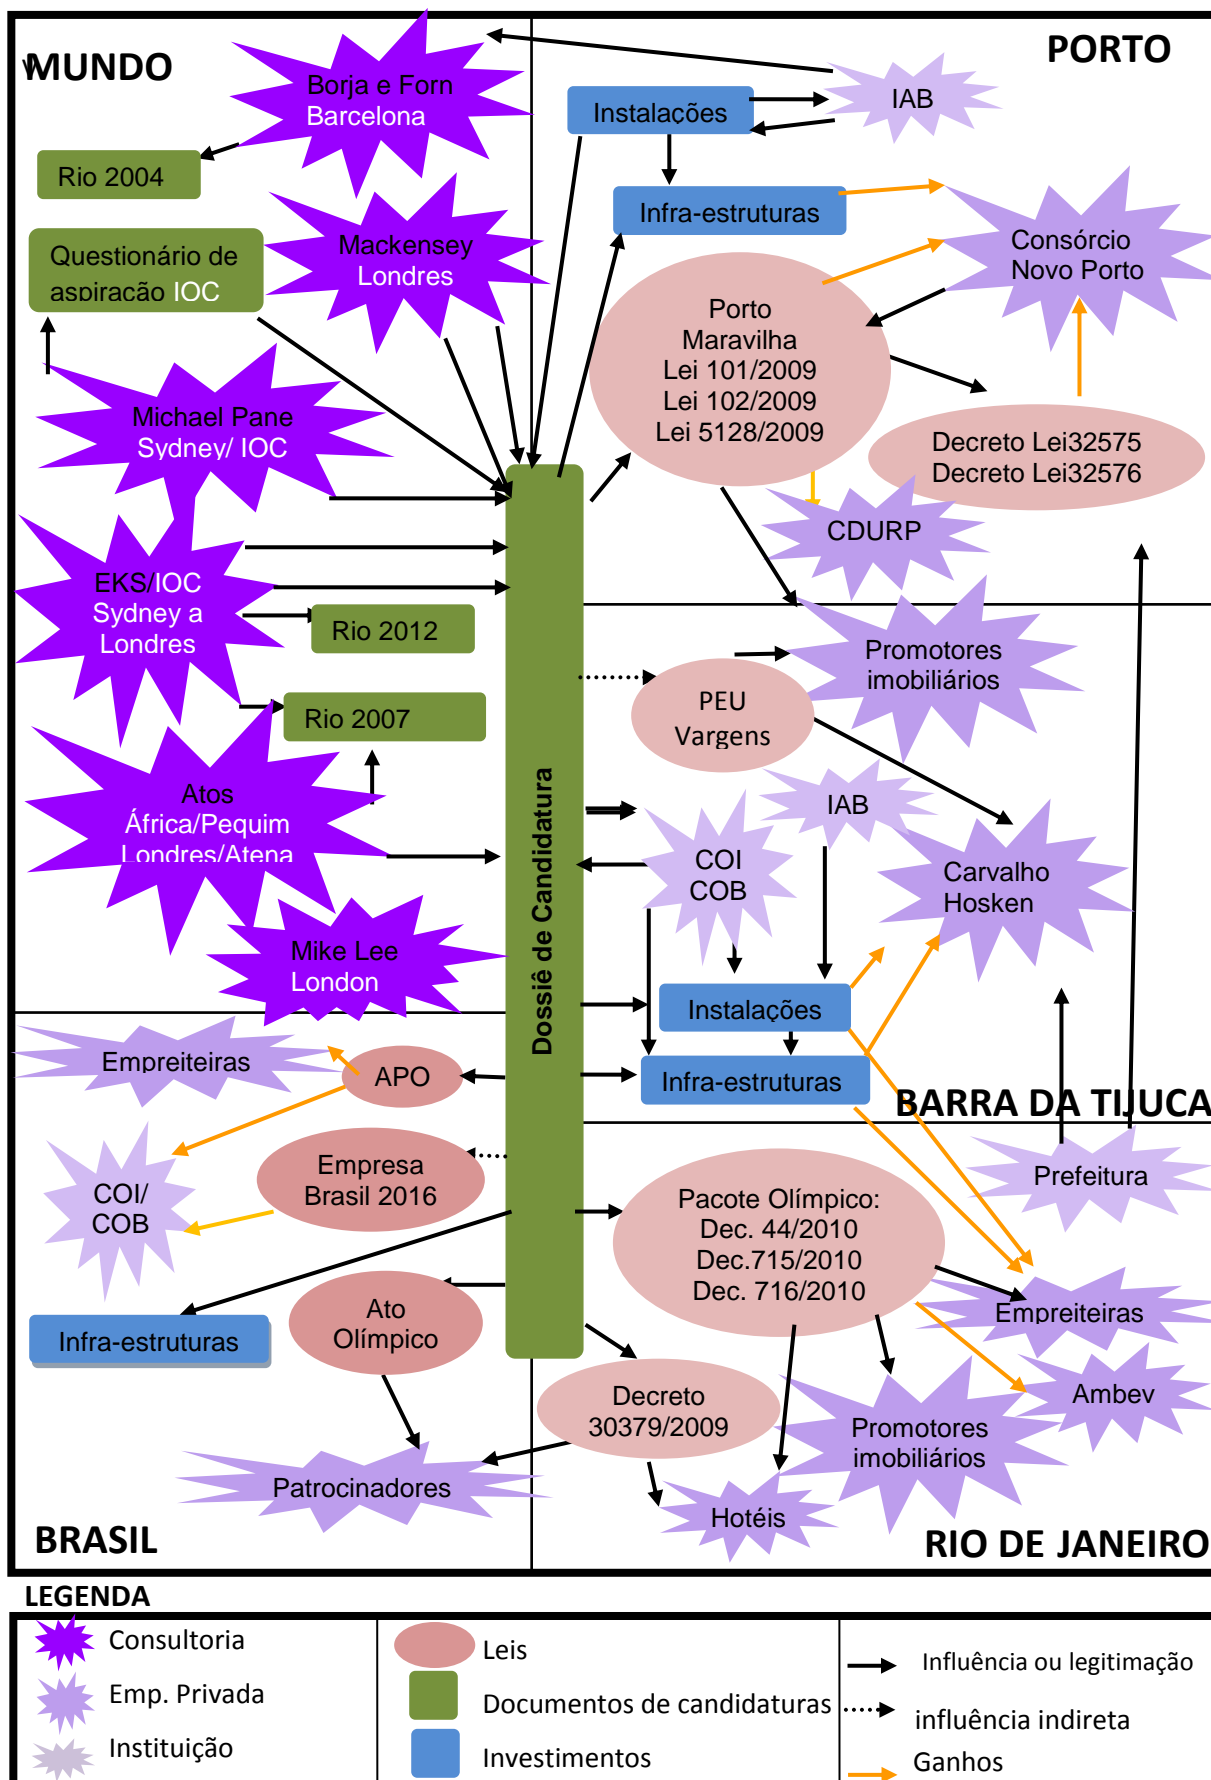 MUNDO
Borja e Forn
Barcelona
Rio 2004
Questionário de
aspiração IOC
Mackensey
Londres
Michael Pane
Sydney/ IOC
EKS/IOC
Sydney a
Londres
Rio 2012
Rio 2007
Atos
África/Pequim
Londres/Atena
Mike Lee
London
Dossiê de Candidatura
PORTO
IAB
Instalações
Infra-estruturas
Consórcio
Novo Porto
Porto
Maravilha
Lei 101/2009
Lei 102/2009
Lei 5128/2009
Decreto Lei32575
Decreto Lei32576
CDURP
Promotores
imobiliários
PEU
Vargens
IAB
COI
COB
Carvalho
Hosken
Instalações
Infra-estruturas
BARRA DA TIJUCA
Empreiteiras
APO
COI/
COB
Empresa
Brasil 2016
Infra-estruturas
Ato
Olímpico
Patrocinadores
BRASIL
Prefeitura
Pacote Olímpico:
Dec. 44/2010
Dec.715/2010
Dec. 716/2010
Empreiteiras
Ambev
Decreto
30379/2009
Promotores
imobiliários
Hotéis
RIO DE JANEIRO
LEGENDA
Consultoria
Emp. Privada
Instituição
Leis
Documentos de candidaturas
Investimentos
Influência ou legitimação
influência indireta
Ganhos